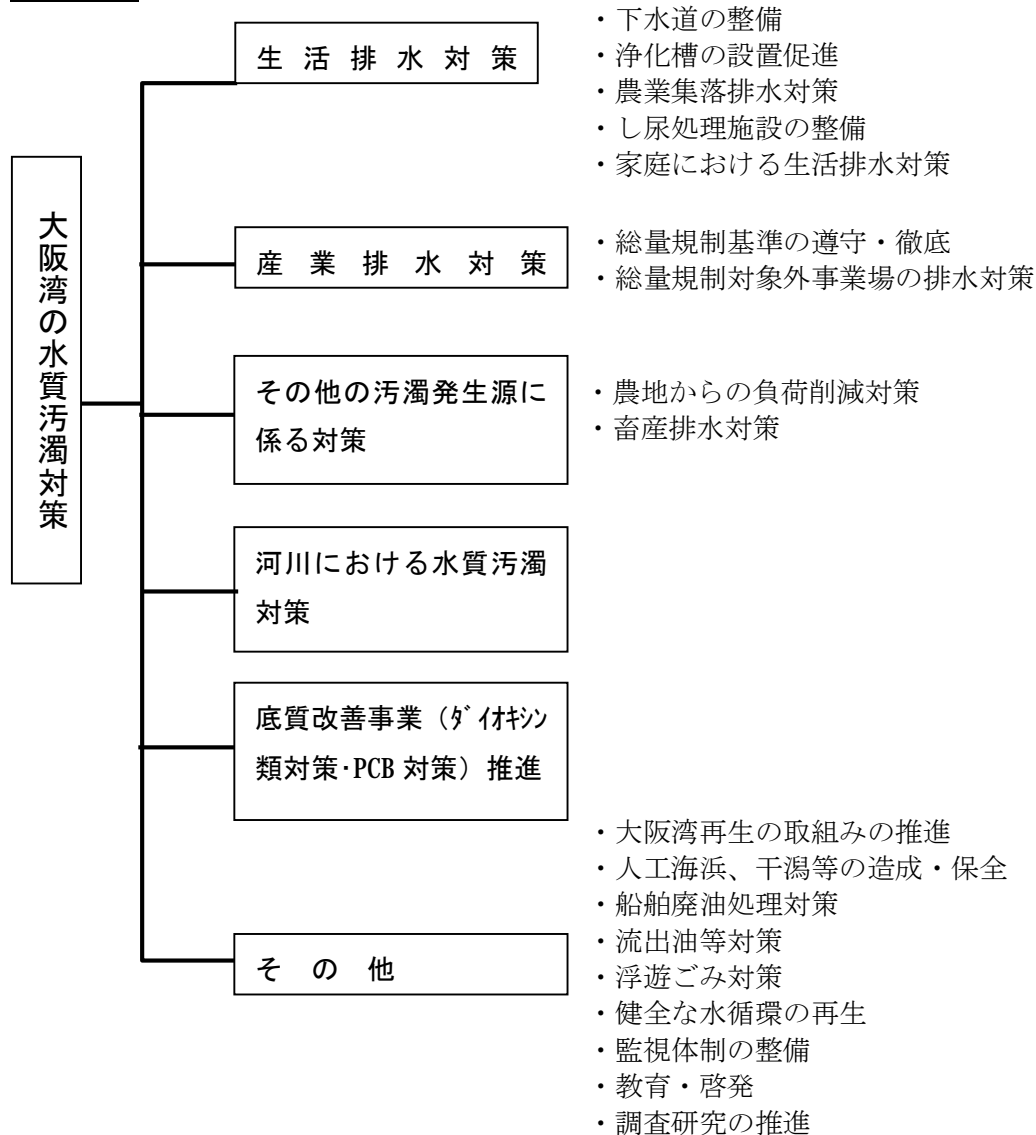 大阪湾の水質汚濁対策
生活排水対策
・下水道の整備
・浄化槽の設置促進
・農業集落排水対策
・し尿処理施設の整備
・家庭における生活排水対策
産業排水対策
・総量規制基準の遵守・徹底
・総量規制対象外事業場の排水対策
その他の汚濁発生源に
係る対策
・農地からの負荷削減対策
・畜産排水対策
河川における水質汚濁
対策
底質改善事業（ﾀﾞｲｵｷｼﾝ
類対策･PCB 対策）推進
その他
・大阪湾再生の取組みの推進
・人工海浜、干潟等の造成・保全
・船舶廃油処理対策
・流出油等対策
・浮遊ごみ対策
・健全な水循環の再生
・監視体制の整備
・教育・啓発
・調査研究の推進